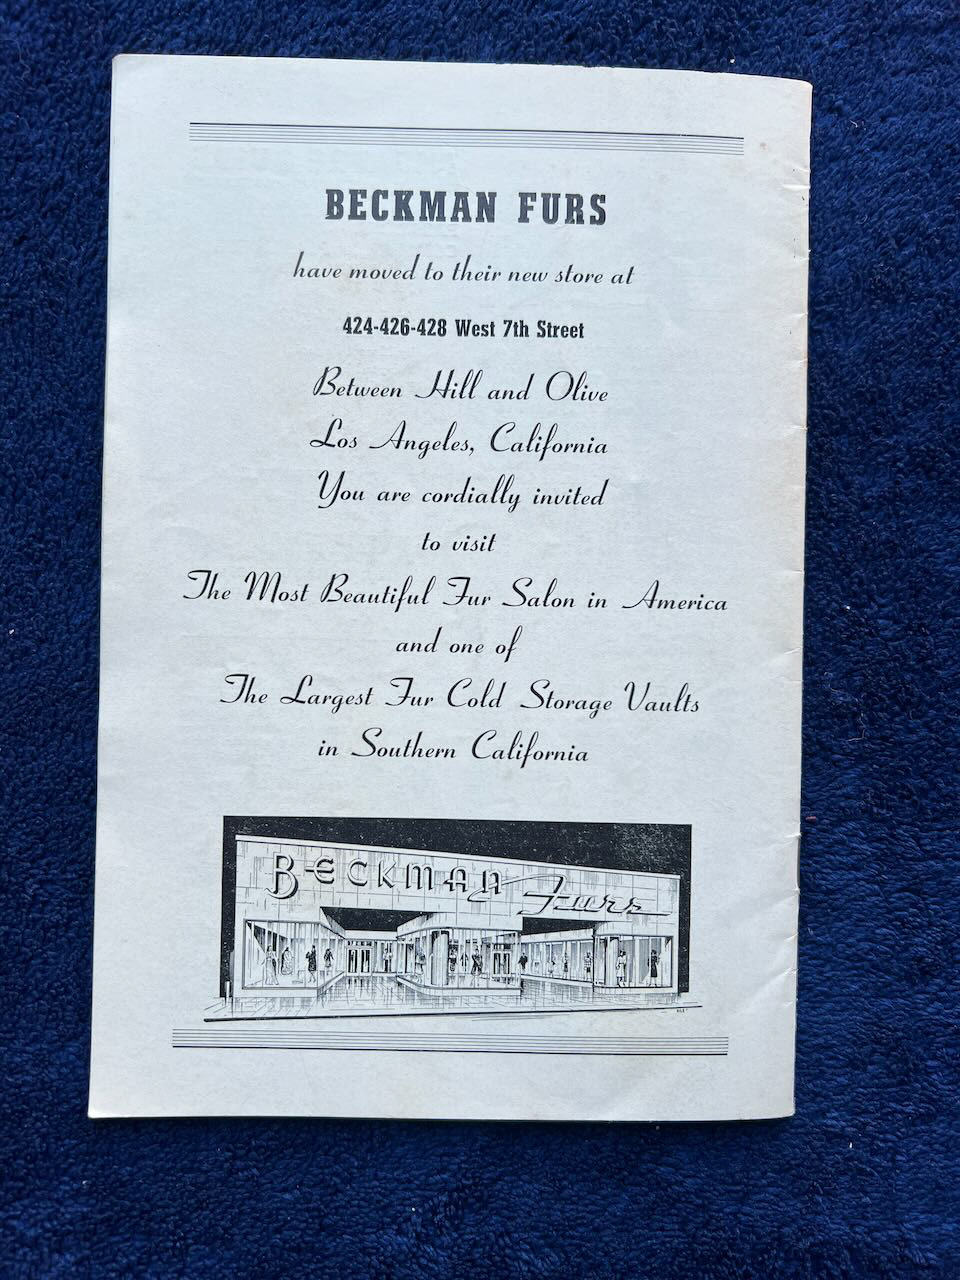 BECKMAN FURS
have moved to their new store at
424-426-428 West 7th Street
Between Hill and Olive
Los Angeles, California
You are cordially invited
to visit
The Most Beautiful Fur Salon in America
and one of
The Largest Fur Cold Storage Vaults
in Southern California
BECKMAN Furs